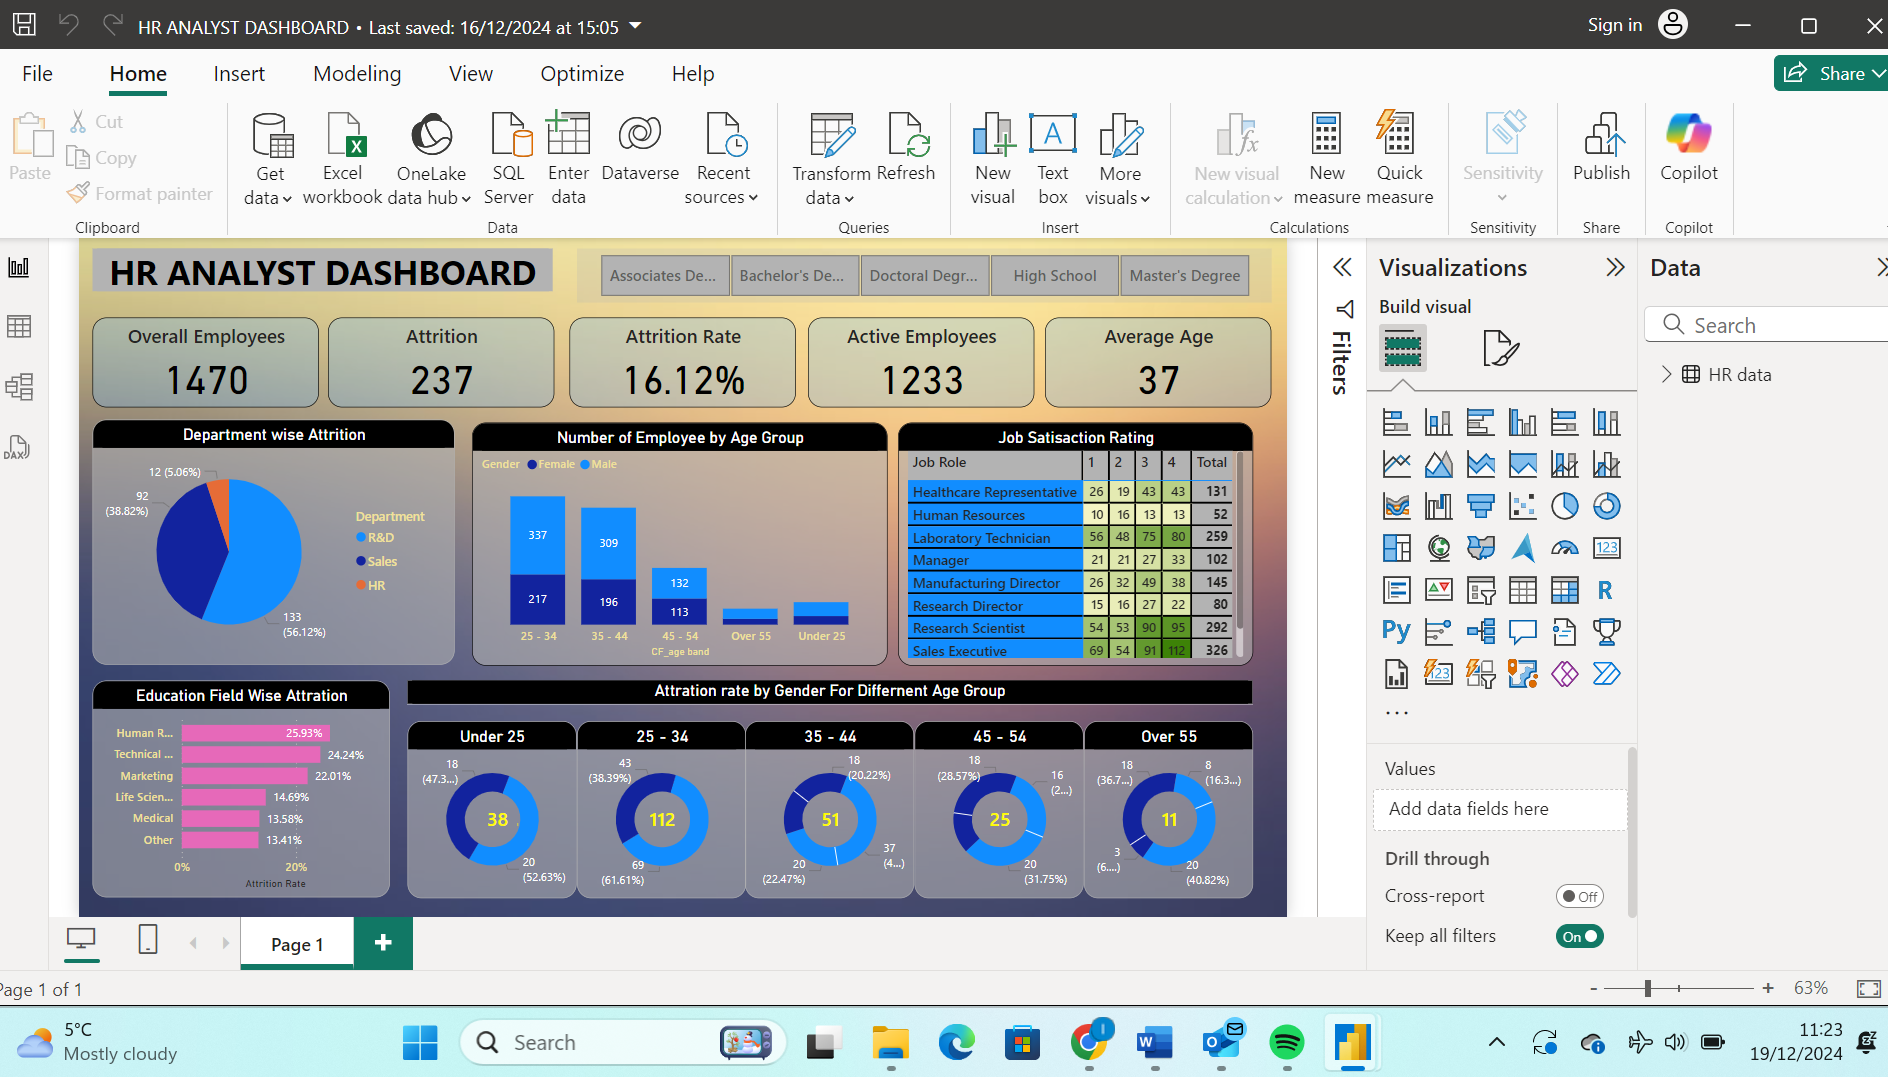 HR ANALYST DASHBOARD • Last saved: 16/12/2024 at 15:05
Sign in
File Home Insert Modeling View Optimize Help
Share
Paste
Cut
Copy
Format painter
Clipboard
Get data
Excel workbook
OneLake data hub
SQL Server
Enter data
Dataverse
Recent sources
Data
Transform data
Refresh
Queries
New visual
Text box
More visuals
Insert
New visual calculation
New measure
Quick measure
Calculations
Sensitivity
Sensitivity
Publish
Share
Copilot
Copilot
HR ANALYST DASHBOARD
Associates De... Bachelor's De... Doctoral Degr... High School Master's Degree
Overall Employees
1470
Attrition
237
Attrition Rate
16.12%
Active Employees
1233
Average Age
37
Department wise Attrition
12 (5.06%)
92
(38.82%)
133
(56.12%)
Department
R&D
Sales
HR
Number of Employee by Age Group
Gender Female Male
337
217
309
196
132
113
25 - 34 35 - 44 45 - 54 Over 55 Under 25
CF_age band
Job Satisaction Rating
Job Role 1 2 3 4 Total
Healthcare Representative 26 19 43 43 131
Human Resources 10 16 13 13 52
Laboratory Technician 56 48 75 80 259
Manager 21 21 27 33 102
Manufacturing Director 26 32 49 38 145
Research Director 15 16 27 22 80
Research Scientist 54 53 90 95 292
Sales Executive 69 54 91 112 326
Education Field Wise Attration
Human R... 25.93%
Technical ... 24.24%
Marketing 22.01%
Life Scien... 14.69%
Medical 13.58%
Other 13.41%
0% 20%
Attrition Rate
Attration rate by Gender For Differnent Age Group
Under 25
18
(47.3...)
38
20
(52.63%)
25 - 34
43
(38.39%)
112
69
(61.61%)
35 - 44
18
(20.22%)
51
37
(4...)
20
(22.47%)
45 - 54
18
(28.57%)
16
(2...)
25
20
(31.75%)
Over 55
18
(36.7...)
8
(16.3...)
11
3
(6....)
20
(40.82%)
Filters
Visualizations
Build visual
123
R
Py
123
...
Values
Add data fields here
Drill through
Cross-report Off
Keep all filters On
Data
Search
HR data
DAX
Page 1
+
Page 1 of 1
- + 63%
5°C
Mostly cloudy
Search
11:23
19/12/2024